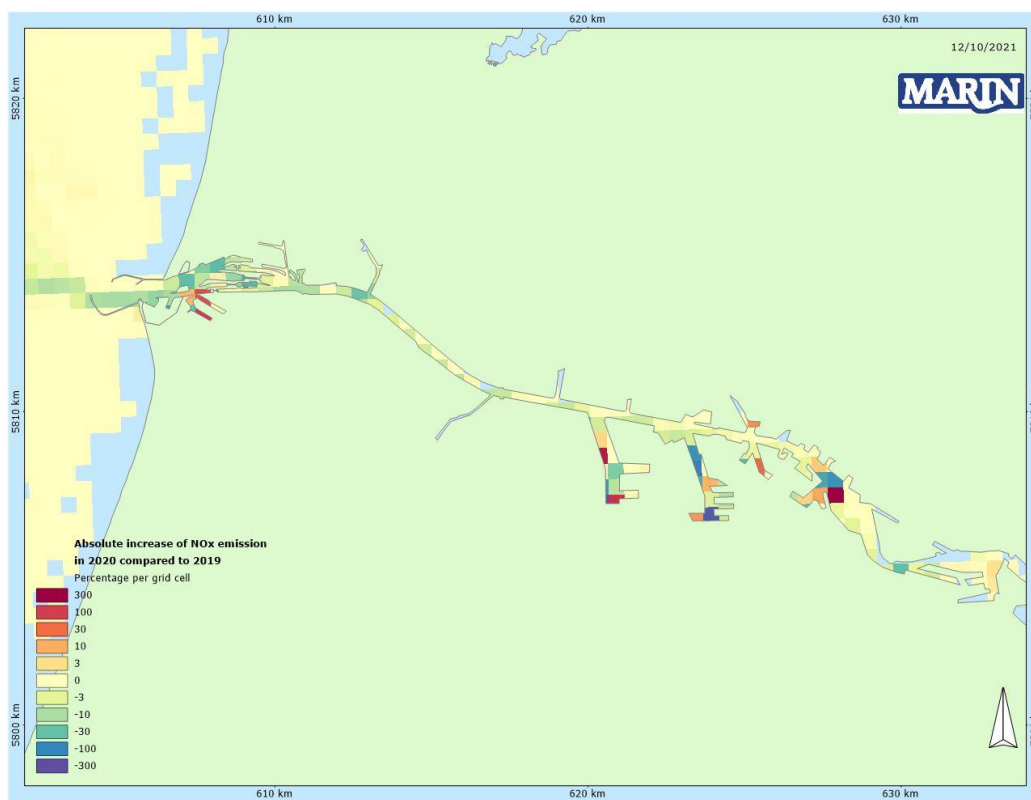 610 km
620 km
630 km
12/10/2021
5820 km
MARIN
5810 km
Absolute increase of NOx emission
in 2020 compared to 2019
Percentage per grid cell
300
100
30
10
3
0
-3
-10
-30
-100
-300
5800 km
610 km
620 km
630 km